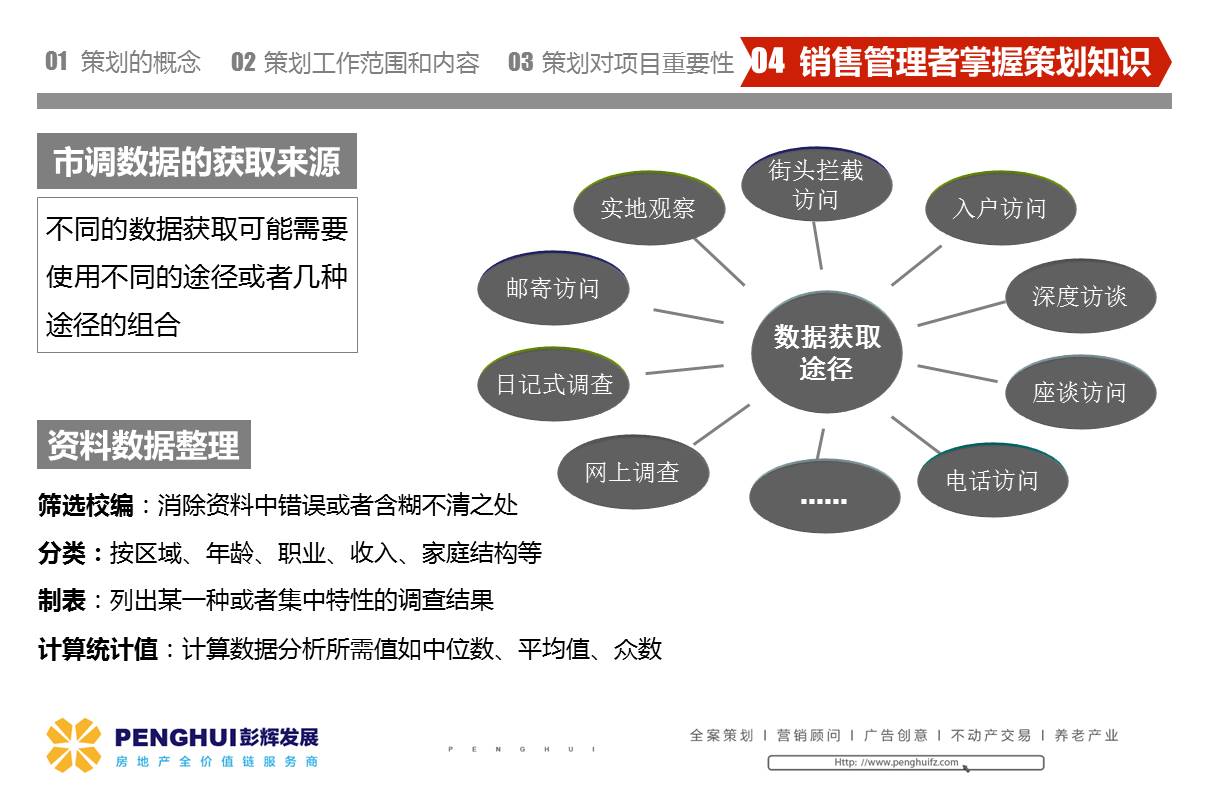 01 策划的概念 02 策划工作范围和内容 03 策划对项目重要性 04 销售管理者掌握策划知识
市调数据的获取来源
不同的数据获取可能需要
使用不同的途径或者几种
途径的组合
街头拦截
访问
实地观察
入户访问
邮寄访问
深度访谈
数据获取
途径
日记式调查
座谈访问
网上调查
电话访问
……
资料数据整理
筛选校编：消除资料中错误或者含糊不清之处
分类：按区域、年龄、职业、收入、家庭结构等
制表：列出某一种或者集中特性的调查结果
计算统计值：计算数据分析所需值如中位数、平均值、众数
PENGHUI彭辉发展
房地产全价值链服务商
PENGHUI
全案策划 I 营销顾问 I 广告创意 I 不动产交易 I 养老产业
Http: //www.penghuifz.com